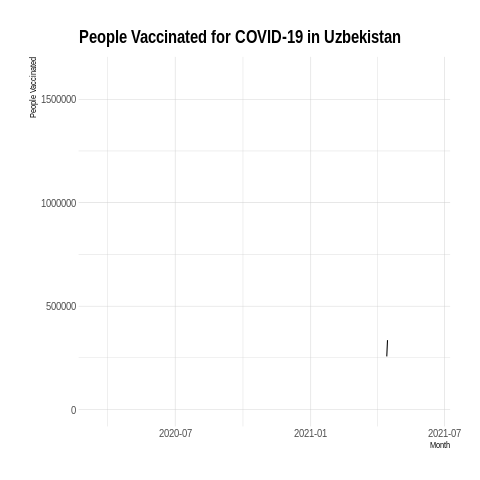 People Vaccinated for COVID-19 in Uzbekistan
People Vaccinated
1500000
1000000
500000
0
2020-07
2021-01
2021-07
Month